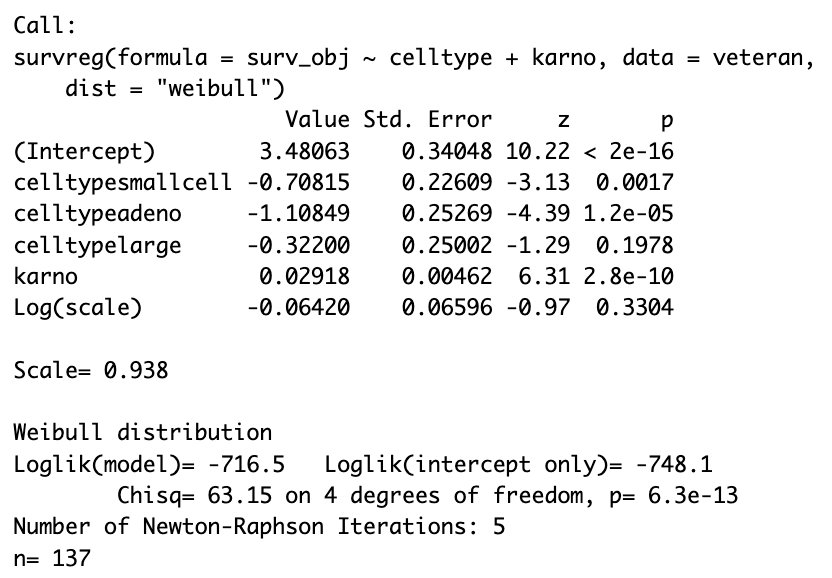 Call:
survreg(formula = surv_obj ~ celltype + karno, data = veteran,
    dist = "weibull")
                    Value Std. Error     z       p
(Intercept)       3.48063    0.34048 10.22 < 2e-16
celltypesmallcell -0.70815    0.22609 -3.13  0.0017
celltypeadeno    -1.10849    0.25269 -4.39 1.2e-05
celltypelarge    -0.32200    0.25002 -1.29  0.1978
karno             0.02918    0.00462  6.31 2.8e-10
Log(scale)       -0.06420    0.06596 -0.97  0.3304

Scale= 0.938

Weibull distribution
Loglik(model)= -716.5   Loglik(intercept only)= -748.1
        Chisq= 63.15 on 4 degrees of freedom, p= 6.3e-13
Number of Newton-Raphson Iterations: 5
n= 137